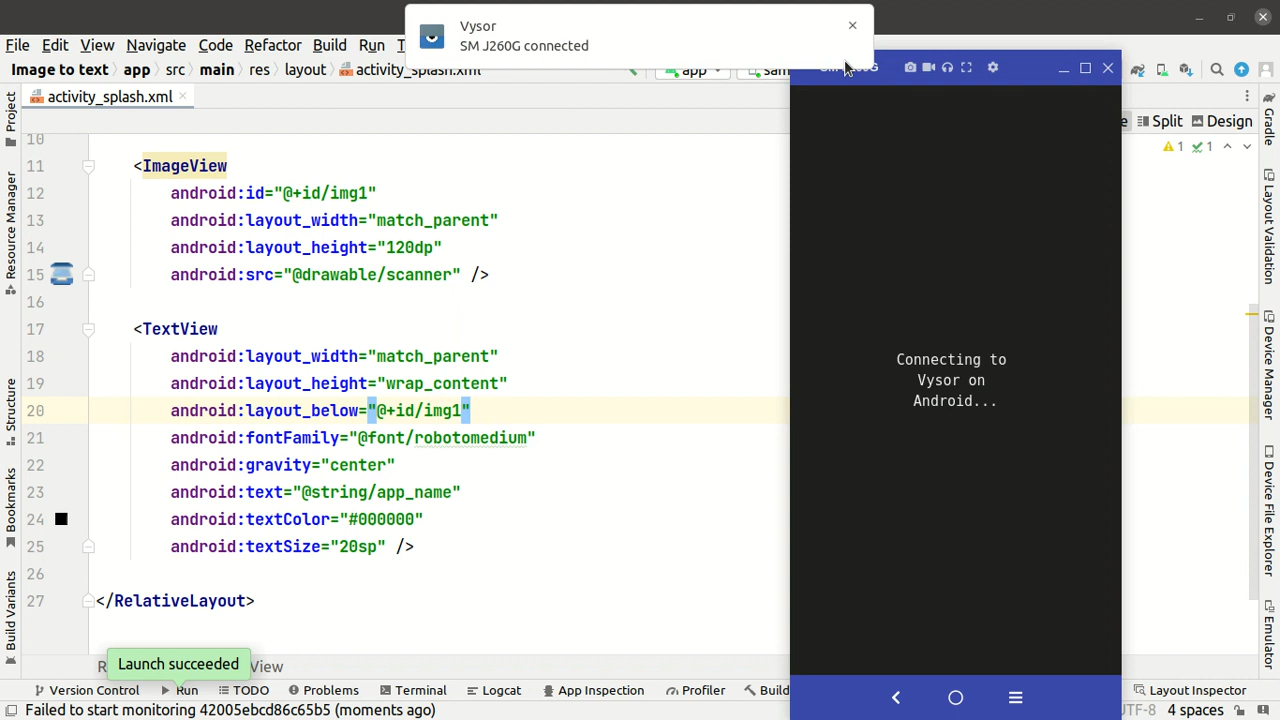 Vysor
SM J260G connected
File Edit View Navigate Code Refactor Build Run
Image to text app src main res layout activity_splash.xml app
activity_splash.xml
Split Design
1 1
10
11 <ImageView
12 android:id="@+id/img1"
13 android:layout_width="match_parent"
14 android:layout_height="120dp"
15 android:src="@drawable/scanner" />
16
17 <TextView
18 android:layout_width="match_parent"
19 android:layout_height="wrap_content"
20 android:layout_below="@+id/img1"
21 android:fontFamily="@font/robotomedium"
22 android:gravity="center"
23 android:text="@string/app_name"
24 android:textColor="#000000"
25 android:textSize="20sp" />
26
27 </RelativeLayout>
Connecting to
Vysor on
Android...
Project
Resource Manager
Structure
Bookmarks
Build Variants
Gradle
Layout Validation
Device Manager
Device File Explorer
Emulator
Launch succeeded
View
Version Control Run TODO Problems Terminal Logcat App Inspection Profiler Build Layout Inspector
Failed to start monitoring 42005ebcd86c65b5 (moments ago) UTF-8 4 spaces